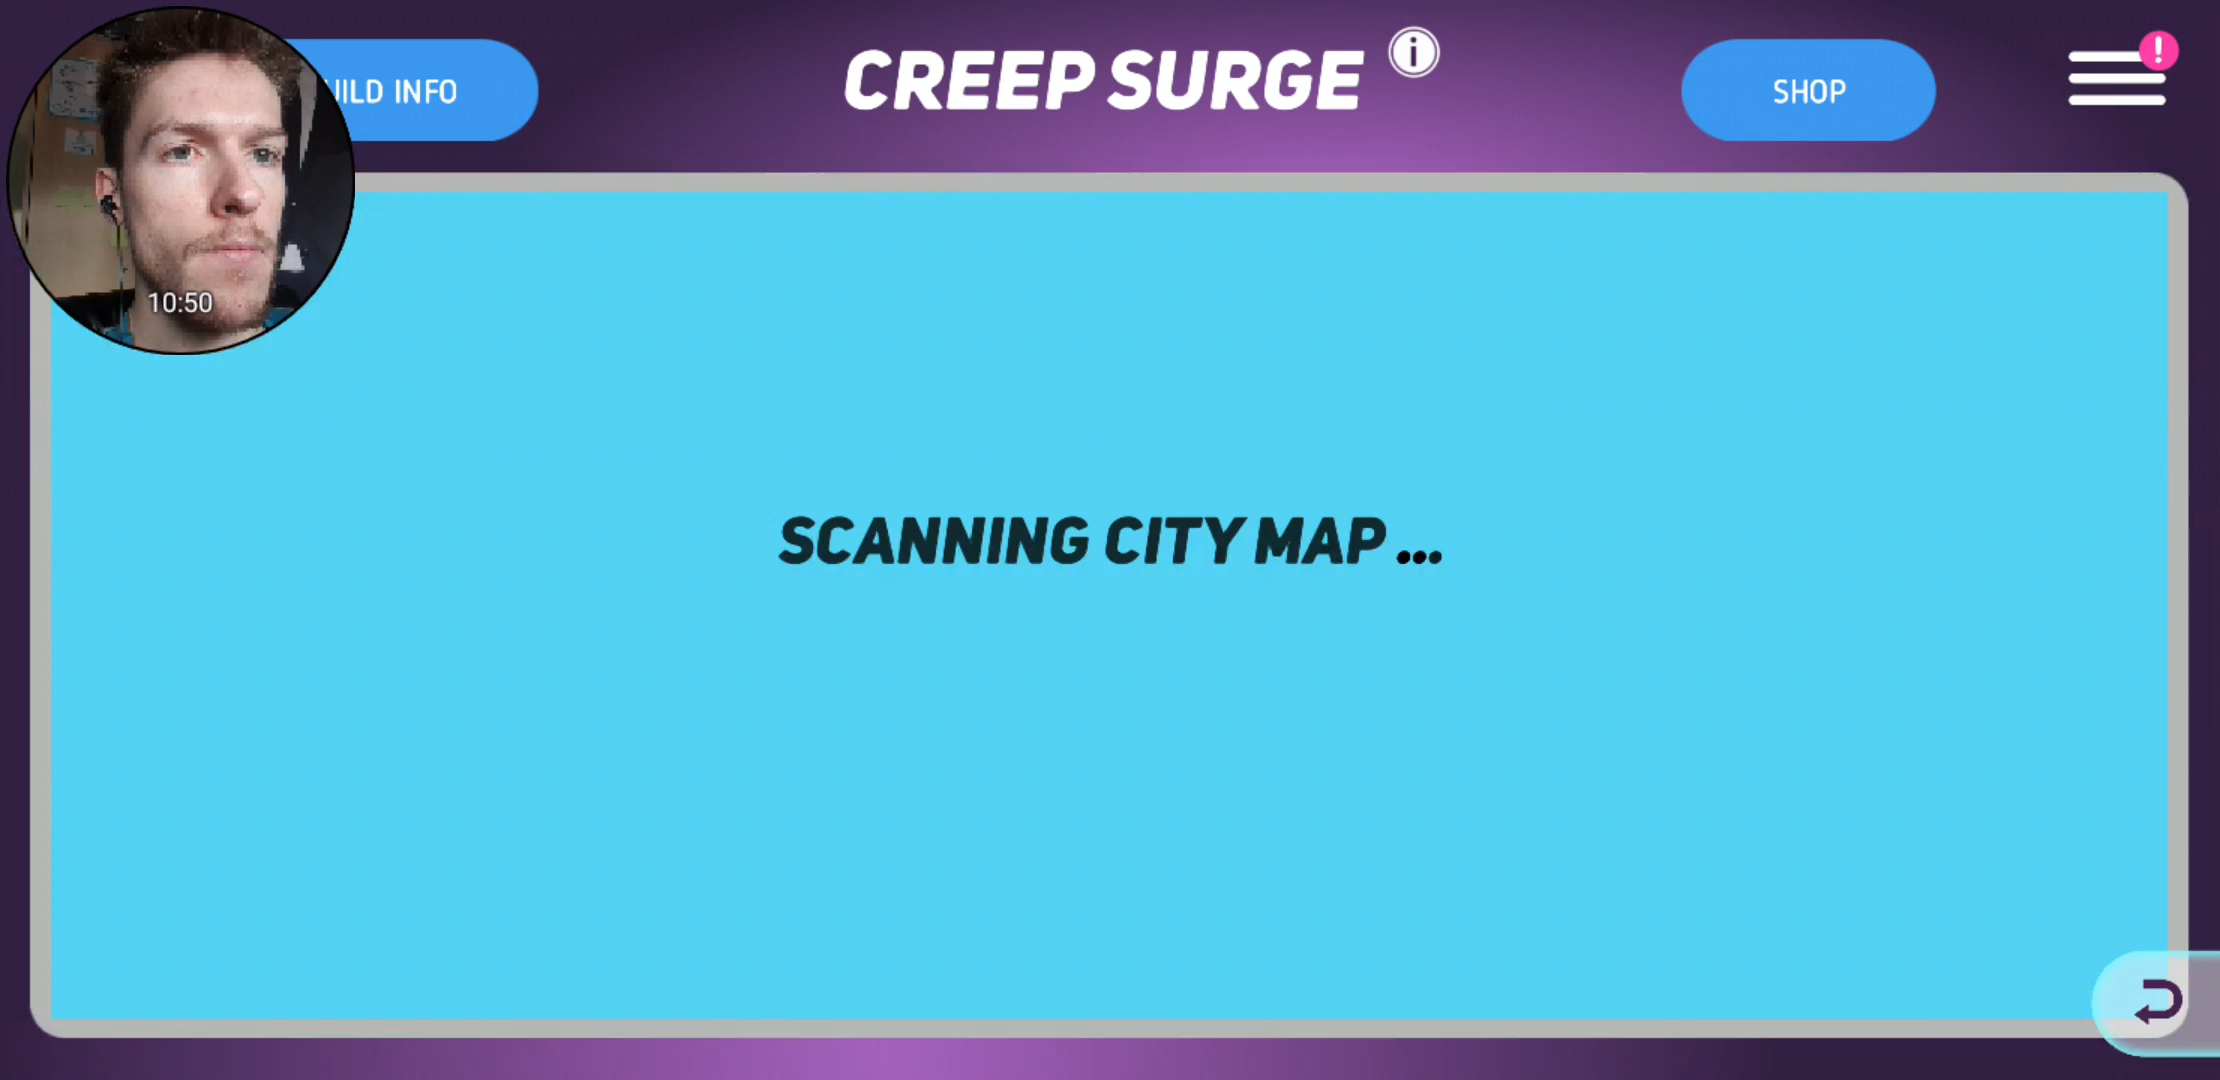 ILD INFO
CREEP SURGE
i
SHOP
!
10:50
SCANNING CITY MAP ...